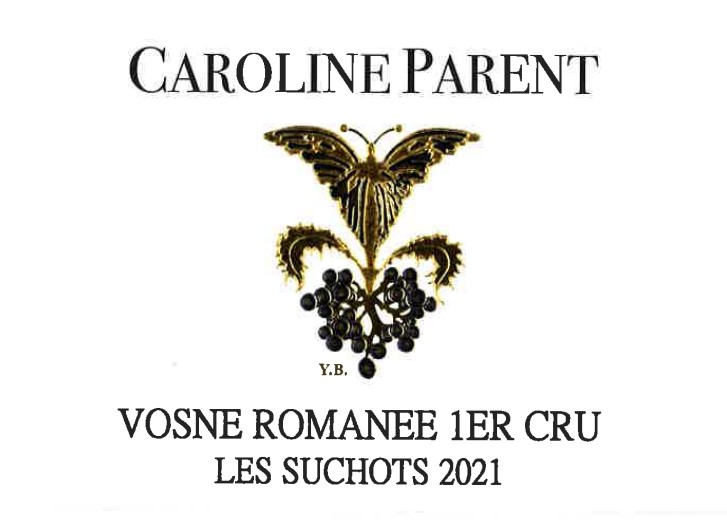 CAROLINE PARENT
Y.B.
VOSNE ROMANEE 1ER CRU
LES SUCHOTS 2021